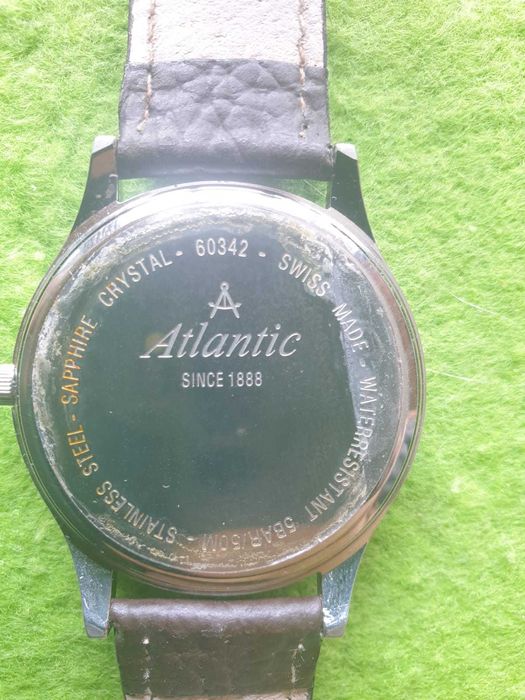 60342 - SWISS MADE - WATERRESISTANT 5BAR/50M - STAINLESS STEEL - SAPPHIRE CRYSTAL -
Atlantic
SINCE 1888